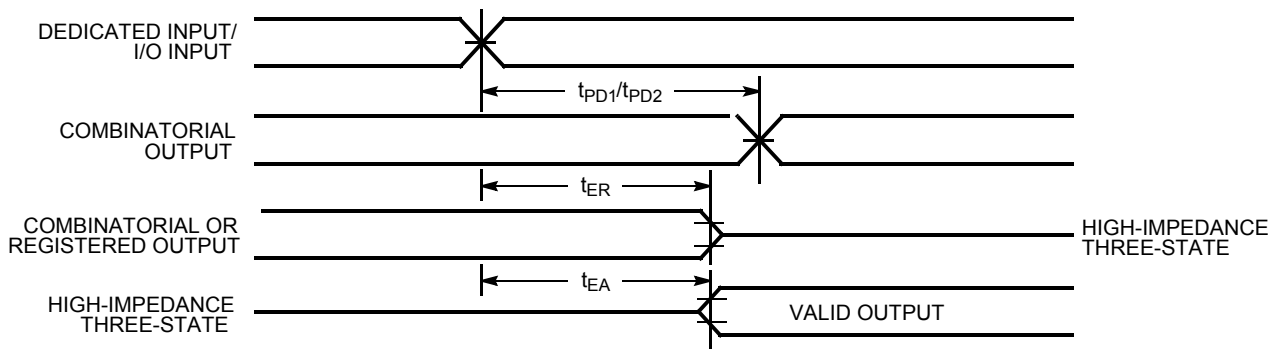 DEDICATED INPUT/
I/O INPUT
tPD1/tPD2
COMBINATORIAL
OUTPUT
tER
COMBINATORIAL OR
REGISTERED OUTPUT
HIGH-IMPEDANCE
THREE-STATE
tEA
HIGH-IMPEDANCE
THREE-STATE
VALID OUTPUT